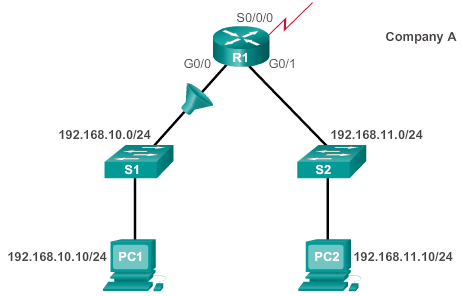 S0/0/0
Company A
R1
G0/0
G0/1
192.168.10.0/24
192.168.11.0/24
S1
S2
192.168.10.10/24
PC1
PC2
192.168.11.10/24